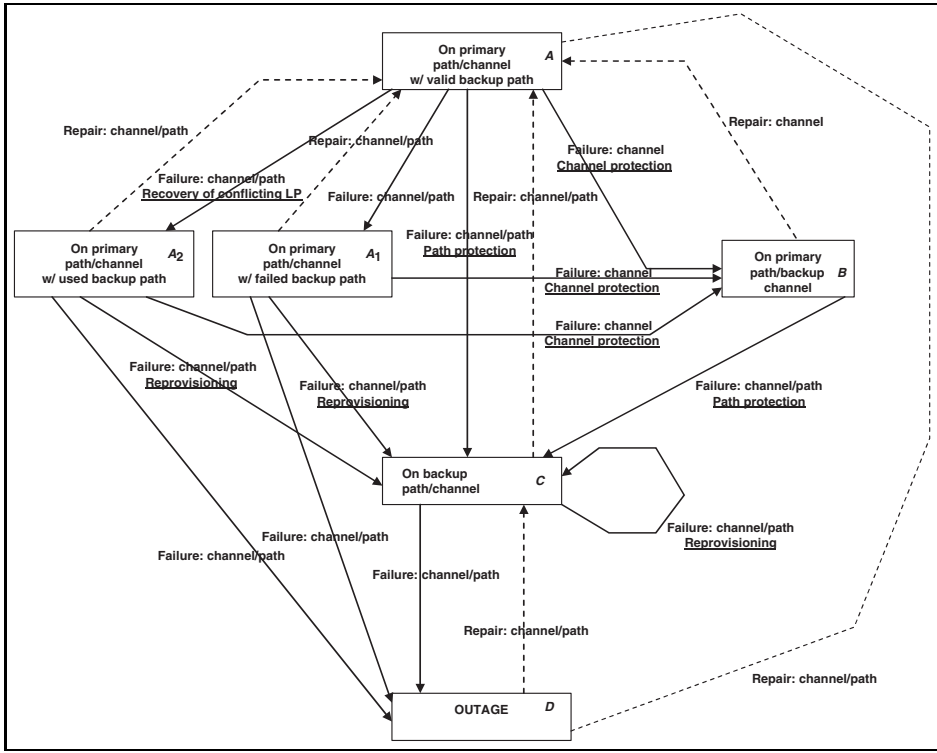 On primary
path/channel
w/ valid backup path
A
Repair: channel/path
Repair: channel/path
Repair: channel
Failure: channel
Channel protection
Failure: channel/path
Recovery of conflicting LP
Failure: channel/path
Repair: channel/path
Failure: channel/path
Path protection
On primary
path/channel
w/ used backup path
A2
On primary
path/channel
w/ failed backup path
A1
On primary
path/backup
channel
B
Failure: channel
Channel protection
Failure: channel
Channel protection
Failure: channel/path
Reprovisioning
Failure: channel/path
Reprovisioning
Failure: channel/path
Path protection
On backup
path/channel
C
Failure: channel/path
Reprovisioning
Failure: channel/path
Failure: channel/path
Failure: channel/path
Repair: channel/path
Repair: channel/path
OUTAGE
D